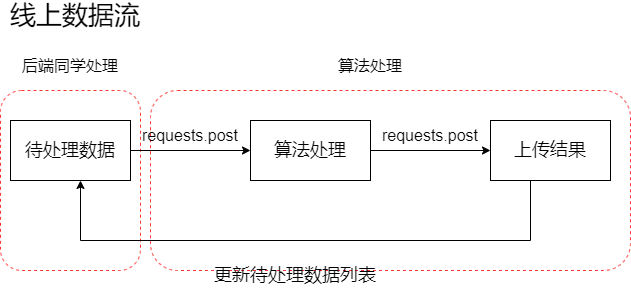 线上数据流
后端同学处理
算法处理
requests.post
requests.post
待处理数据
算法处理
上传结果
更新待处理数据列表